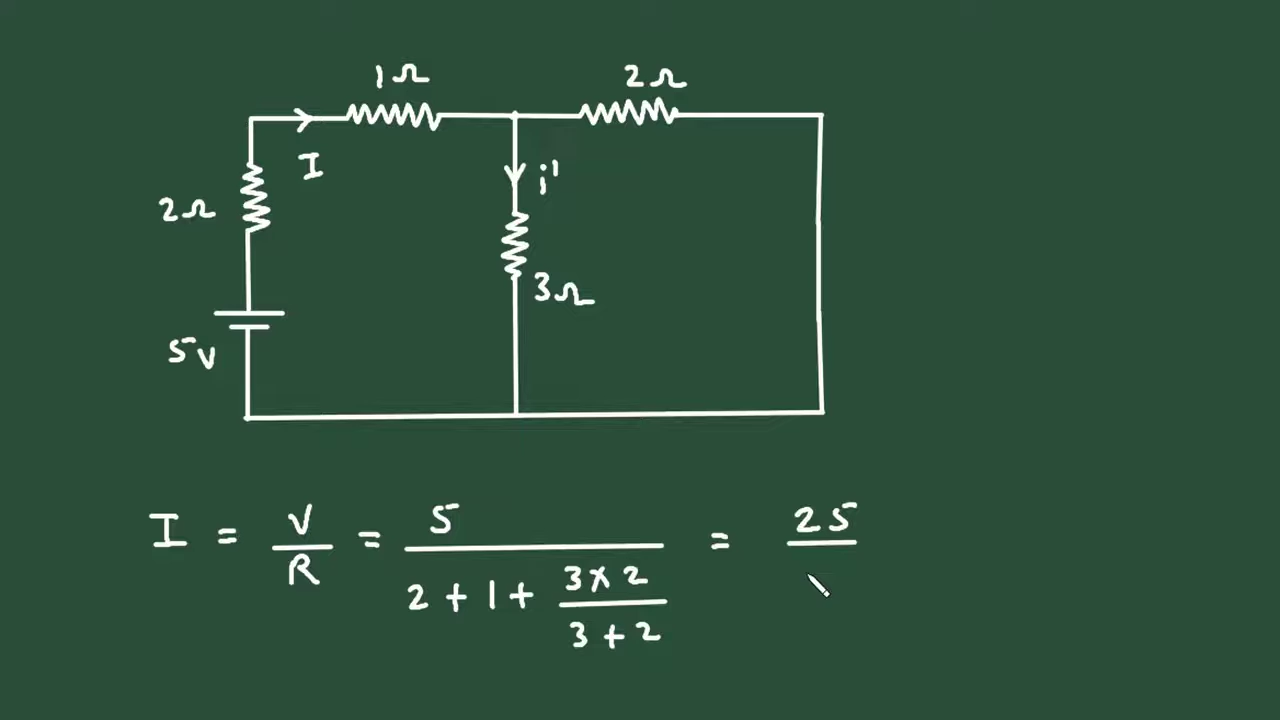 1Ω 2Ω
I i'
2Ω
3Ω
5V
I = V/R = 5/(2 + 1 + (3 × 2)/(3 + 2)) = 25/